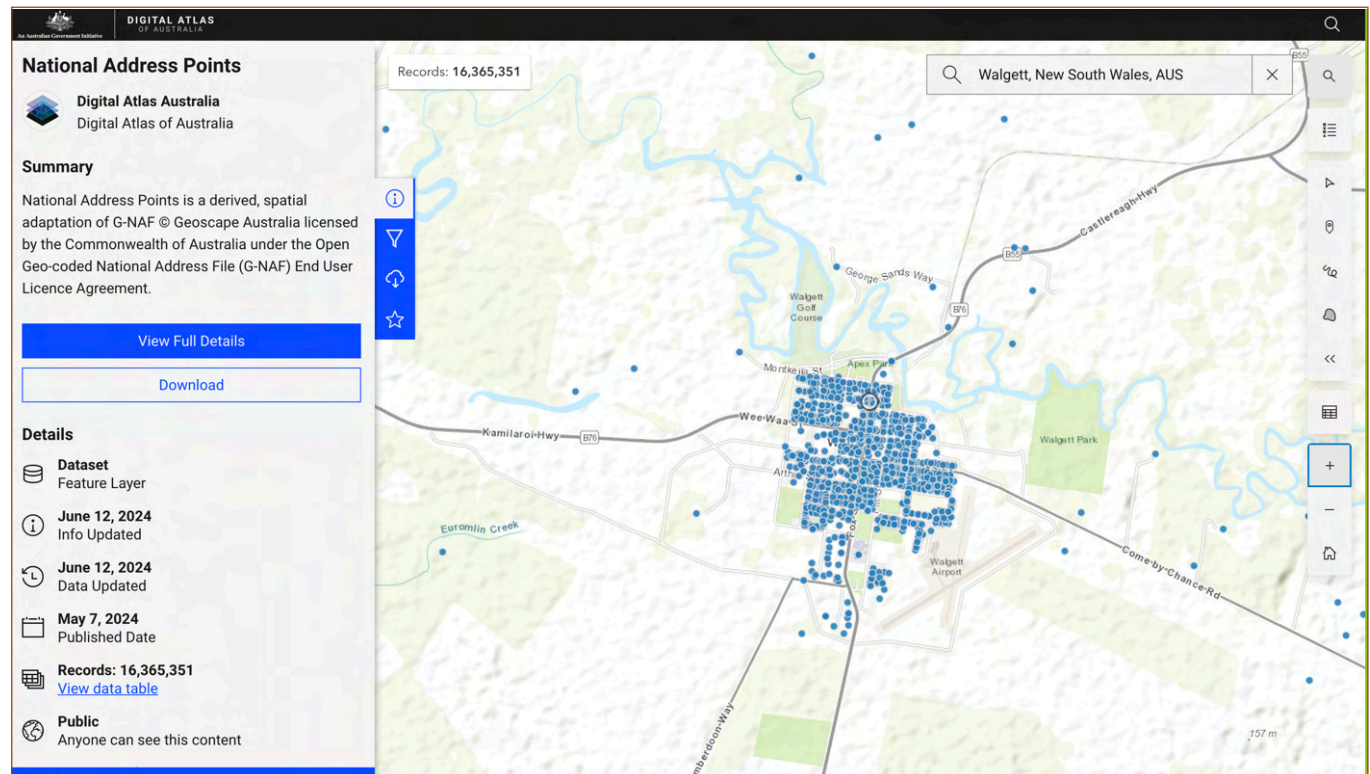 An Australian Government Initiative
DIGITAL ATLAS
OF AUSTRALIA
National Address Points
Digital Atlas Australia
Digital Atlas of Australia
Summary
National Address Points is a derived, spatial
adaptation of G-NAF © Geoscape Australia licensed
by the Commonwealth of Australia under the Open
Geo-coded National Address File (G-NAF) End User
Licence Agreement.
View Full Details
Download
Details
Dataset
Feature Layer
June 12, 2024
Info Updated
June 12, 2024
Data Updated
May 7, 2024
Published Date
Records: 16,365,351
View data table
Public
Anyone can see this content
Records: 16,365,351
Walgett, New South Wales, AUS
B55
Castlereagh-Hwy
B55
George Sands Way
Walgett
Golf
Course
B76
Apex Park
Montkeila St
Wee-Waa
Kamilaroi-Hwy
B76
Walgett Park
Euromlin Creek
Walgett
Airport
Come-by-Chance-Rd
157 m